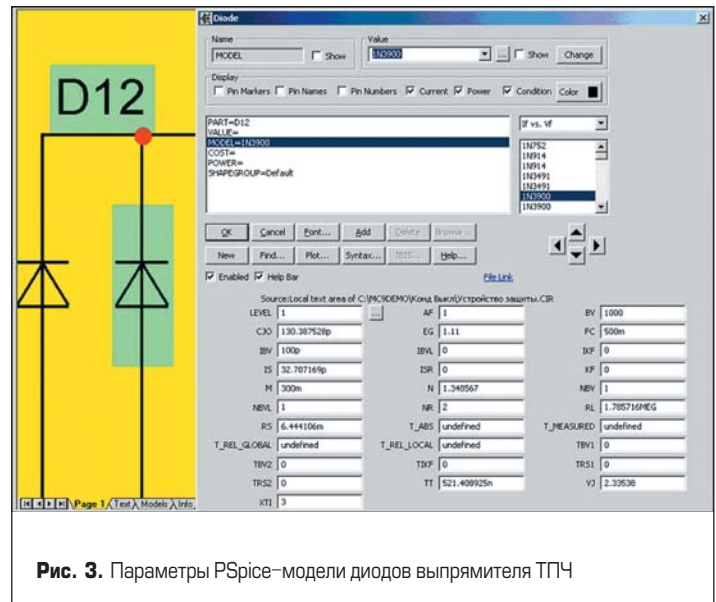 D12
Diode
Name
Value
MODEL
Show
1N3900
...
Show
Change
Display
Pin Markers Pin Names Pin Numbers Current Power Condition Color
PART=D12
VALUE=
MODEL=1N3900
COST=
POWER=
SHAPEGROUP=Default
If vs. Vf
1N752
1N914
1N914
1N3491
1N3491
1N3900
1N3900
OK Cancel Font... Add Delete Browse...
New Find... Plot... Syntax... IBIS... Help...
Enabled Help Bar File Link
Source:Local text area of C:\MC9DEMO\Конд Выкл\Устройство защиты.CIR
LEVEL 1 ... AF 1 BV 1000
CJO 130.387528p EG 1.11 FC 500m
IBV 100p IBVL 0 IKF 0
IS 32.707169p ISR 0 KF 0
M 300m N 1.348567 NBV 1
NBVL 1 NR 2 RL 1.785716MEG
RS 6.444106m T_ABS undefined T_MEASURED undefined
T_REL_GLOBAL undefined T_REL_LOCAL undefined TBV1 0
TBV2 0 TIKF 0 TRS1 0
TRS2 0 TT 521.408925n VJ 2.33538
XTI 3
Page 1 Text Models Info
Рис. 3. Параметры PSpice-модели диодов выпрямителя ТПЧ